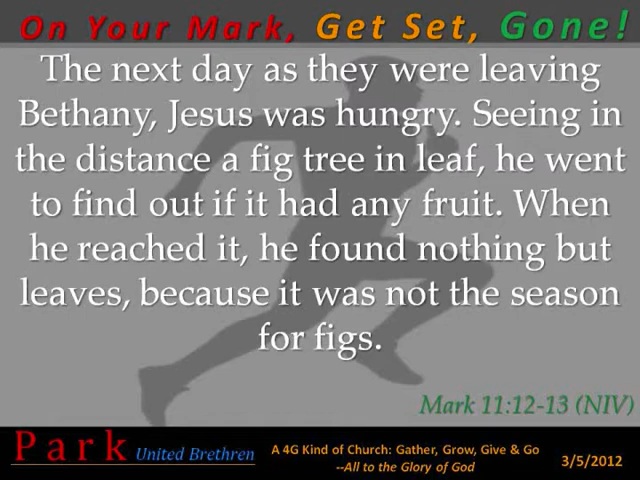 On Your Mark, Get Set, Gone!
The next day as they were leaving
Bethany, Jesus was hungry. Seeing in
the distance a fig tree in leaf, he went
to find out if it had any fruit. When
he reached it, he found nothing but
leaves, because it was not the season
for figs.
Mark 11:12-13 (NIV)
Park United Brethren
A 4G Kind of Church: Gather, Grow, Give & Go
--All to the Glory of God
3/5/2012